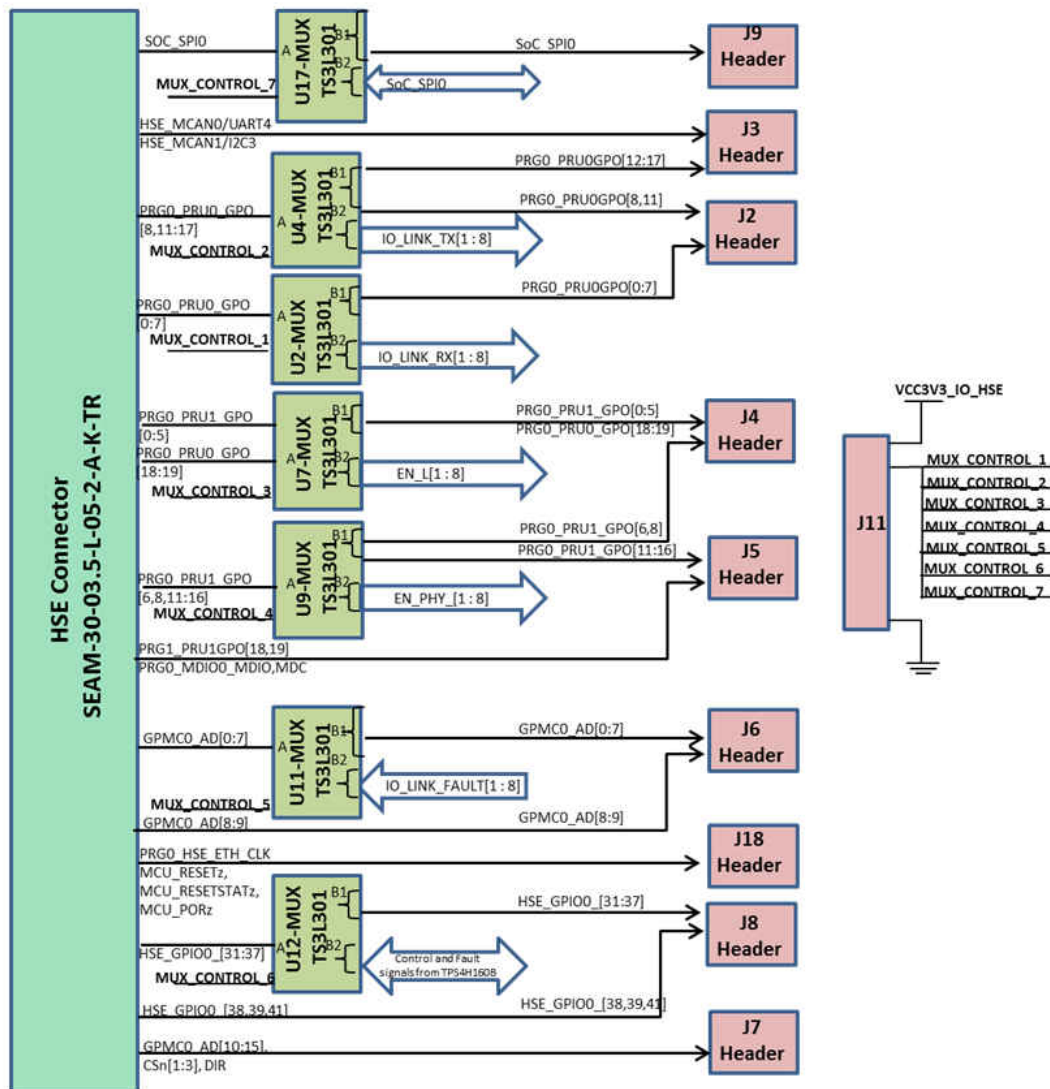 HSE Connector
SEAM-30-03.5-L-05-2-A-K-TR
SOC_SPI0
A
MUX_CONTROL_7
U17-MUX
TS3L301
B1
B2
SoC_SPI0
SoC_SPI0
J9
Header
HSE_MCAN0/UART4
HSE_MCAN1/I2C3
J3
Header
PRG0_PRU0_GPO
[8,11:17]
A
MUX_CONTROL_2
U4-MUX
TS3L301
B1
B2
PRG0_PRU0GPO[12:17]
PRG0_PRU0GPO[8,11]
IO_LINK_TX[1 : 8]
J2
Header
PRG0_PRU0_GPO
[0:7]
A
MUX_CONTROL_1
U2-MUX
TS3L301
B1
B2
PRG0_PRU0GPO[0:7]
IO_LINK_RX[1 : 8]
PRG0_PRU1_GPO
[0:5]
PRG0_PRU0_GPO
[18:19]
A
MUX_CONTROL_3
U7-MUX
TS3L301
B1
B2
PRG0_PRU1_GPO[0:5]
PRG0_PRU0_GPO[18:19]
EN_L[1 : 8]
J4
Header
PRG0_PRU1_GPO
[6,8,11:16]
A
MUX_CONTROL_4
U9-MUX
TS3L301
B1
B2
PRG0_PRU1_GPO[6,8]
PRG0_PRU1_GPO[11:16]
EN_PHY_[1 : 8]
J5
Header
PRG1_PRU1GPO[18,19]
PRG0_MDIO0_MDIO,MDC
GPMC0_AD[0:7]
A
MUX_CONTROL_5
U11-MUX
TS3L301
B1
B2
GPMC0_AD[0:7]
IO_LINK_FAULT[1 : 8]
J6
Header
GPMC0_AD[8:9]
GPMC0_AD[8:9]
PRG0_HSE_ETH_CLK
MCU_RESETz,
MCU_RESETSTATz,
MCU_PORz
J18
Header
HSE_GPIO0_[31:37]
A
MUX_CONTROL_6
U12-MUX
TS3L301
B1
B2
HSE_GPIO0_[31:37]
Control and Fault
signals from TPS4H160B
J8
Header
HSE_GPIO0_[38,39,41]
HSE_GPIO0_[38,39,41]
GPMC0_AD[10:15],
CSn[1:3], DIR
J7
Header
VCC3V3_IO_HSE
J11
MUX_CONTROL_1
MUX_CONTROL_2
MUX_CONTROL_3
MUX_CONTROL_4
MUX_CONTROL_5
MUX_CONTROL_6
MUX_CONTROL_7